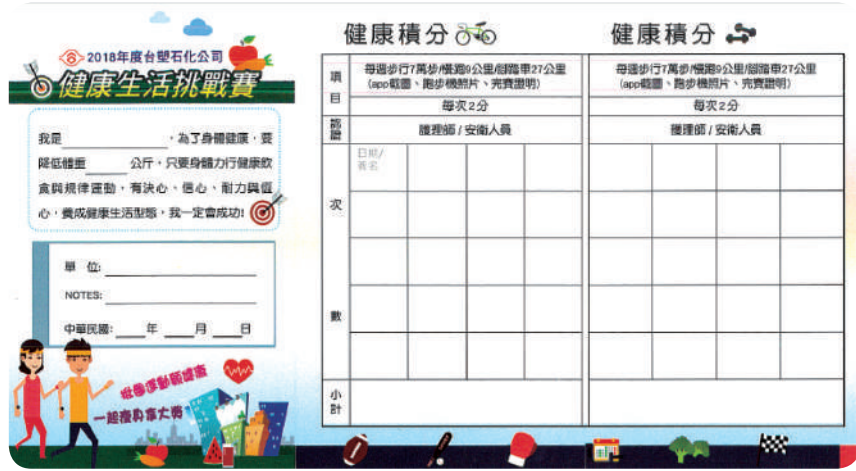 2018年度台塑石化公司
健康生活挑戰賽
我是＿＿＿＿，為了身體健康，要
降低體重＿＿＿公斤，只要身體力行健康飲
食與規律運動，有決心、信心、耐力與恆
心，養成健康生活型態，我一定會成功!
單 位:
NOTES:
中華民國: 年 月 日
一起瘦身拿大獎
健康積分
項目
每週步行7萬步/慢跑9公里/腳踏車27公里
(app截圖、跑步機照片、完賽證明)
每次2分
認證
護理師 / 安衛人員
日期/
簽名
次
數
小計
健康積分
每週步行7萬步/慢跑9公里/腳踏車27公里
(app截圖、跑步機照片、完賽證明)
每次2分
護理師 / 安衛人員